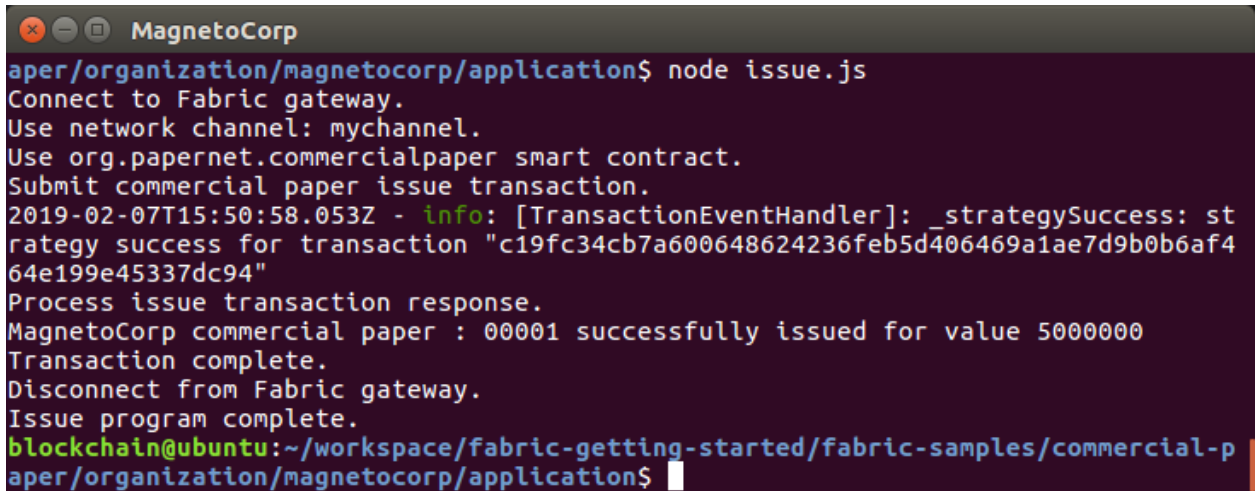 MagnetoCorp
aper/organization/magnetocorp/application$ node issue.js
Connect to Fabric gateway.
Use network channel: mychannel.
Use org.papernet.commercialpaper smart contract.
Submit commercial paper issue transaction.
2019-02-07T15:50:58.053Z - info: [TransactionEventHandler]: _strategySuccess: st
rategy success for transaction "c19fc34cb7a600648624236feb5d406469a1ae7d9b0b6af4
64e199e45337dc94"
Process issue transaction response.
MagnetoCorp commercial paper : 00001 successfully issued for value 5000000
Transaction complete.
Disconnect from Fabric gateway.
Issue program complete.
blockchain@ubuntu:~/workspace/fabric-getting-started/fabric-samples/commercial-p
aper/organization/magnetocorp/application$